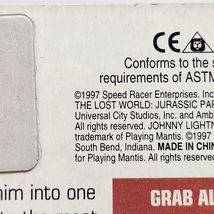 CE
Conforms to the s
requirements of ASTM
©1997 Speed Racer Enterprises. Inc.
THE LOST WORLD: JURASSIC PAR
Universal City Studios, Inc. and Amb
All rights reserved. JOHNNY LIGHTN
of Playing Mantis. ©1997 Playing M
South Bend, Indiana. MADE IN CHIN
for Playing Mantis. All rights reserved.
him into one
GRAB AL